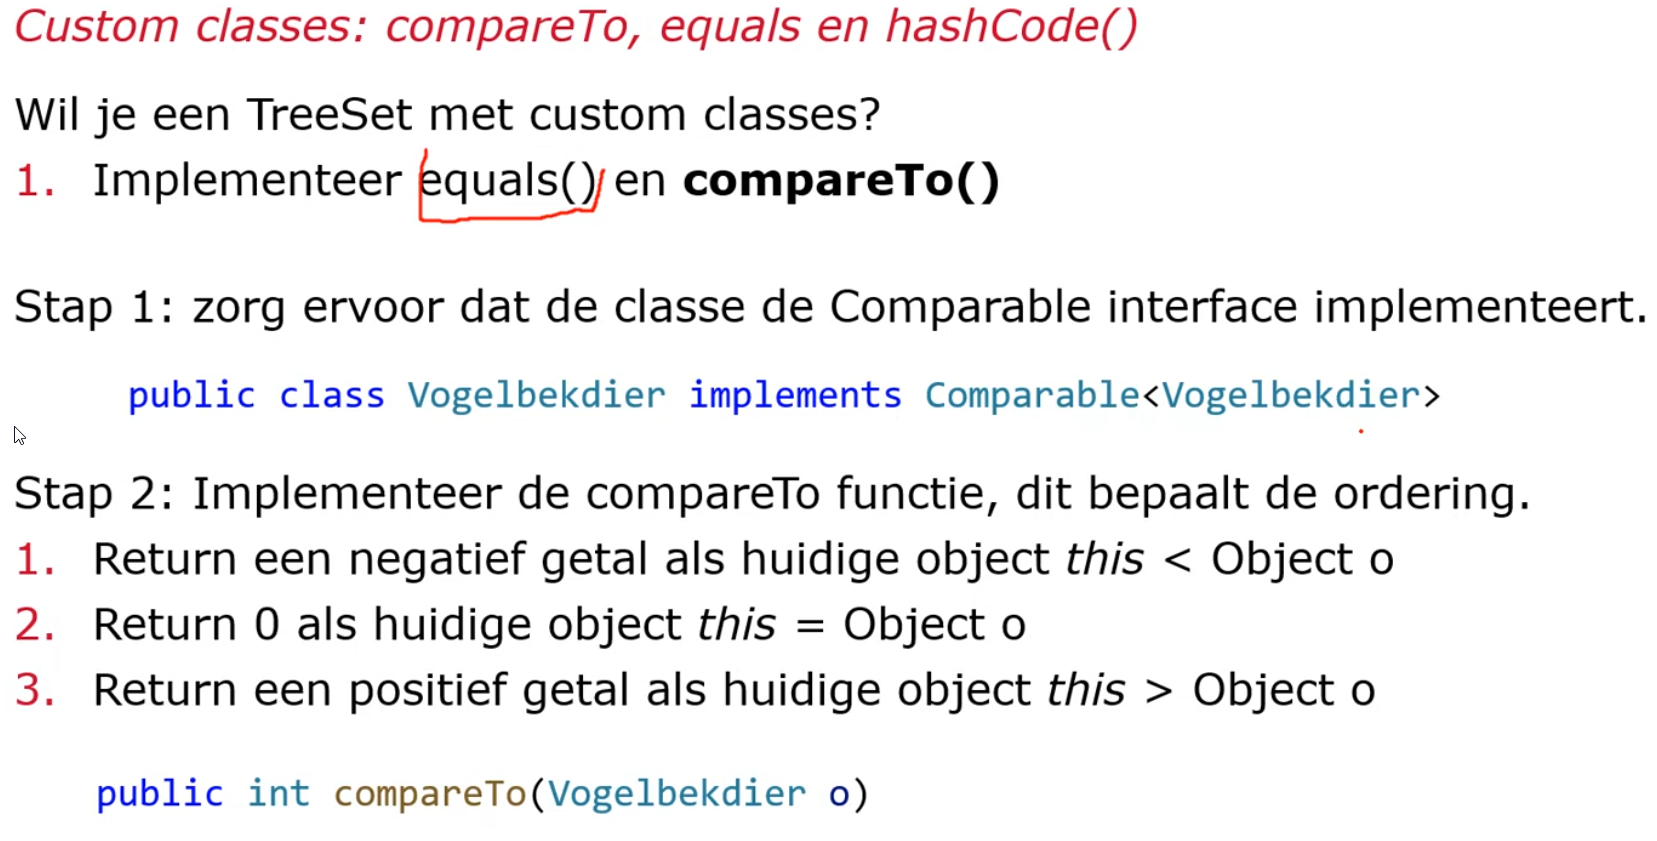 Custom classes: compareTo, equals en hashCode()
Wil je een TreeSet met custom classes?
1. Implementeer equals() en compareTo()
Stap 1: zorg ervoor dat de classe de Comparable interface implementeert.
public class Vogelbekdier implements Comparable<Vogelbekdier>
Stap 2: Implementeer de compareTo functie, dit bepaalt de ordering.
1. Return een negatief getal als huidige object this < Object o
2. Return 0 als huidige object this = Object o
3. Return een positief getal als huidige object this > Object o
public int compareTo(Vogelbekdier o)